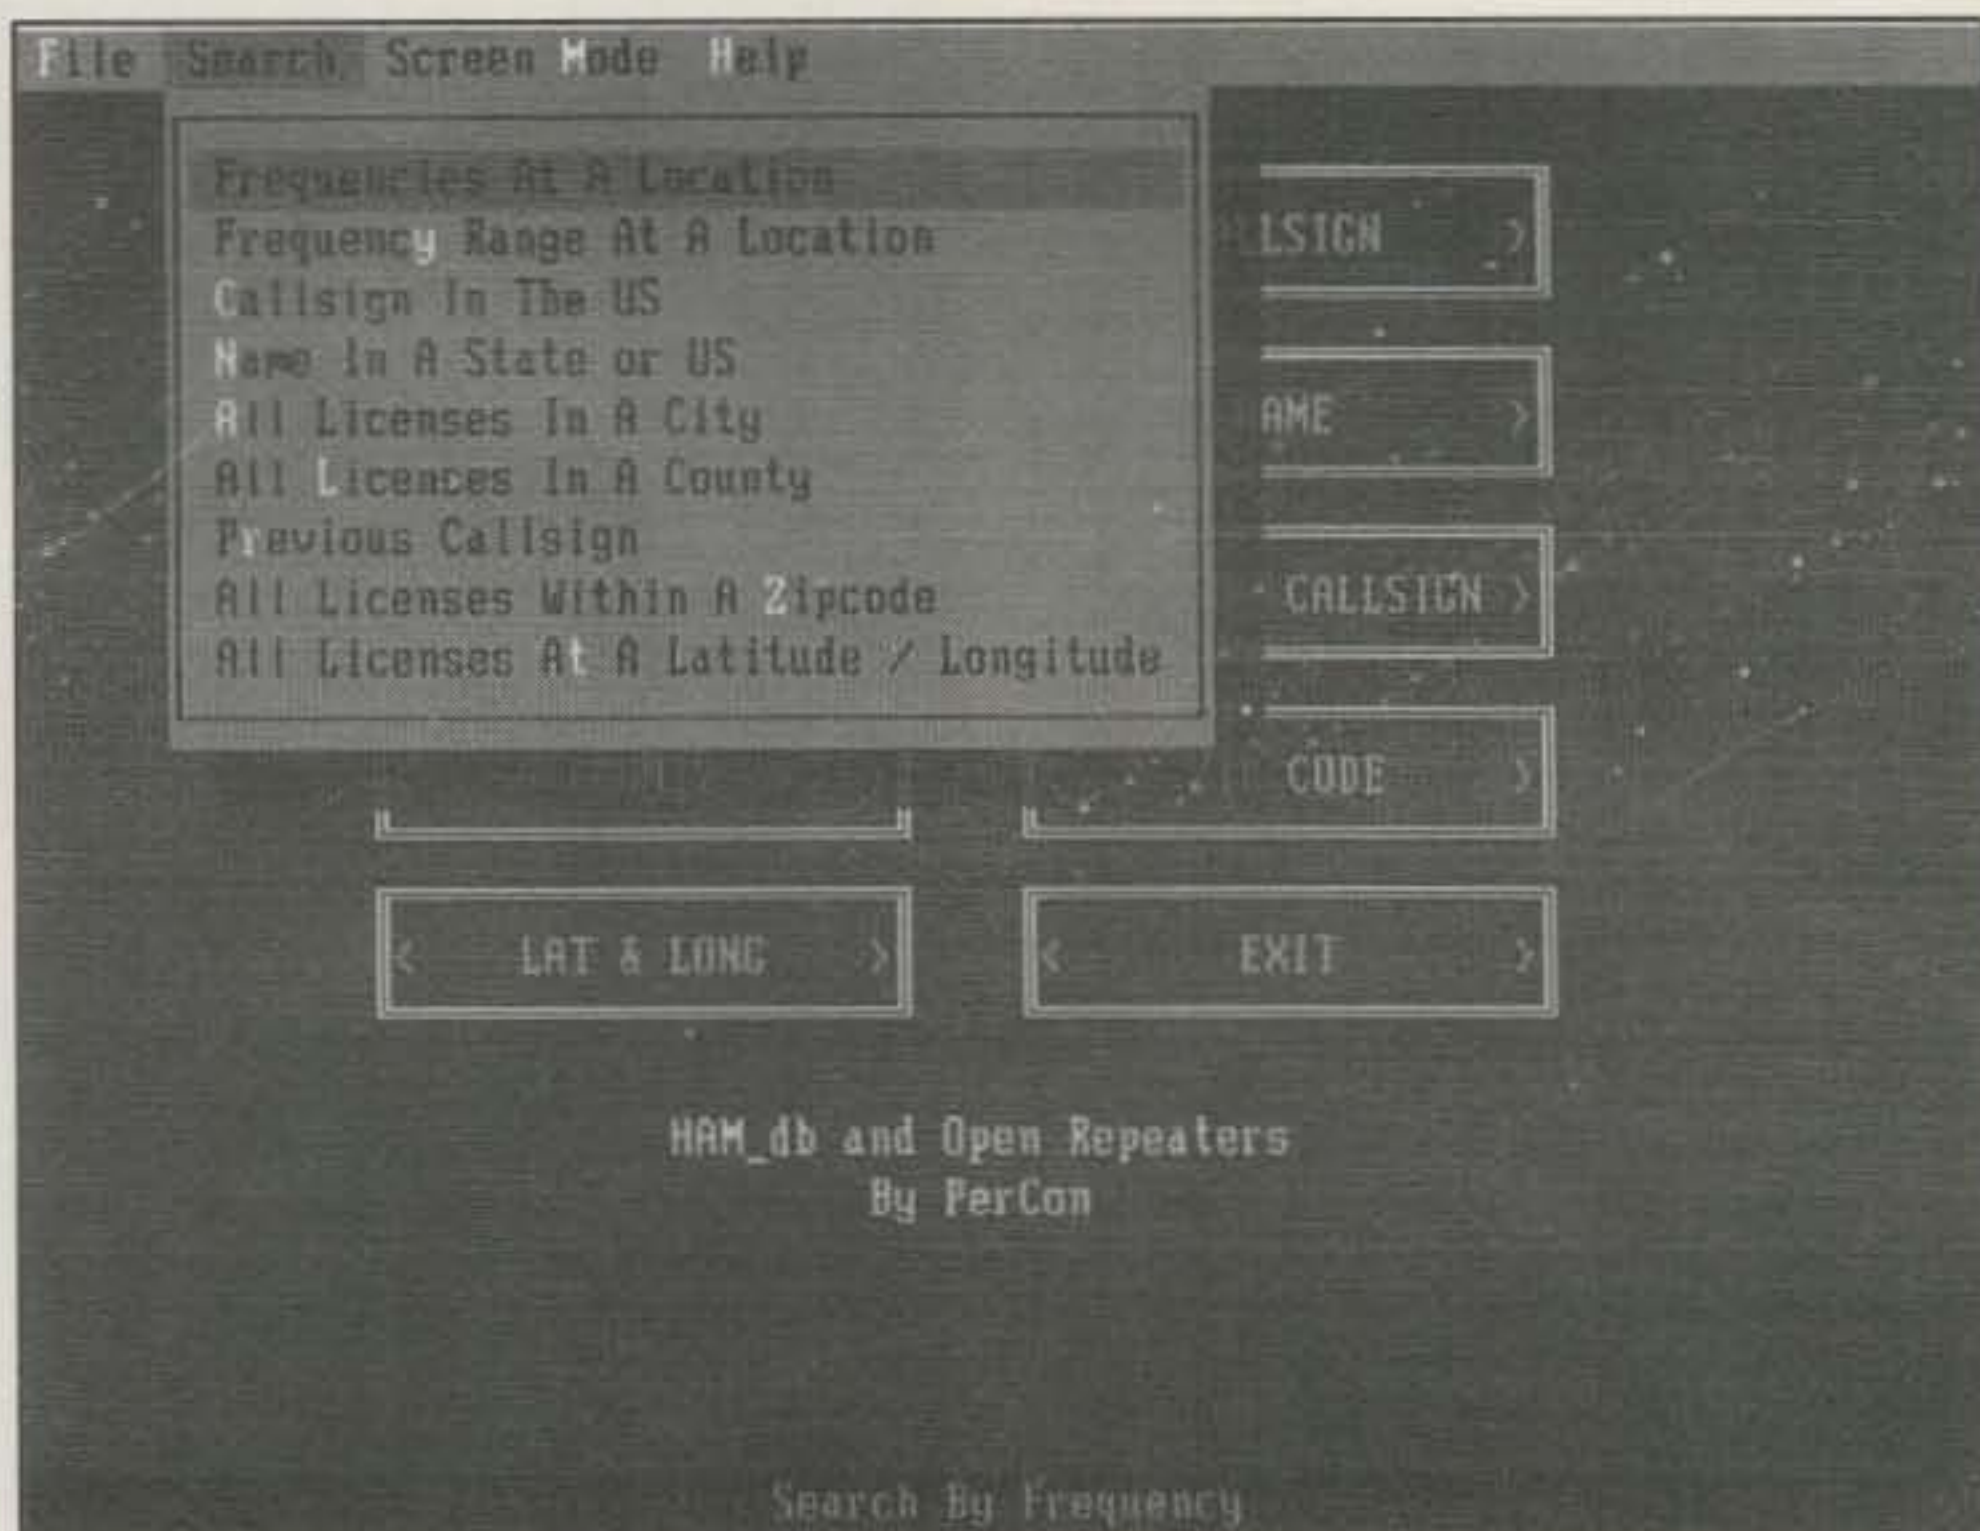 File Search Screen Mode Help
Frequencies At A Location
Frequency Range At A Location
Callsign In The US
Name In A State or US
All Licenses In A City
All Licences In A County
Previous Callsign
All Licenses Within A Zipcode
All Licenses At A Latitude / Longitude
LSIGN >
AME >
CALLSIGN >
CODE >
< LAT & LONG >
< EXIT >
HAM_db and Open Repeaters
By PerCon
Search By Frequency